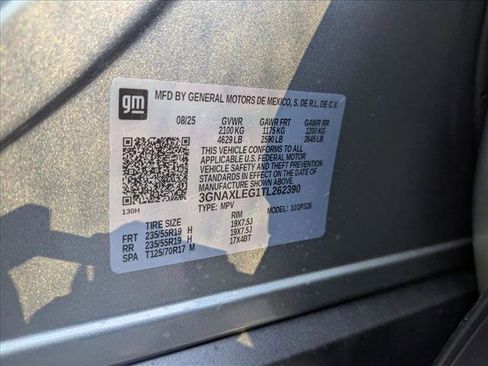 gm
MFD BY GENERAL MOTORS DE MEXICO, S. DE R.L. DE C.V.
08/25 GVWR GAWR FRT GAWR RR
2100 KG 1175 KG 1200 KG
4629 LB 2590 LB 2645 LB
THIS VEHICLE CONFORMS TO ALL
APPLICABLE U.S. FEDERAL MOTOR
VEHICLE SAFETY AND THEFT PREVENTION
STANDARDS IN EFFECT ON THE DATE OF
MANUFACTURE SHOWN ABOVE.
3GNAXLEG1TL262390
130H TYPE: MPV MODEL: 101PS26
TIRE SIZE RIM
FRT 235/55R19 H 19X7.5J
RR 235/55R19 H 19X7.5J
SPA T125/70R17 M 17X4BT